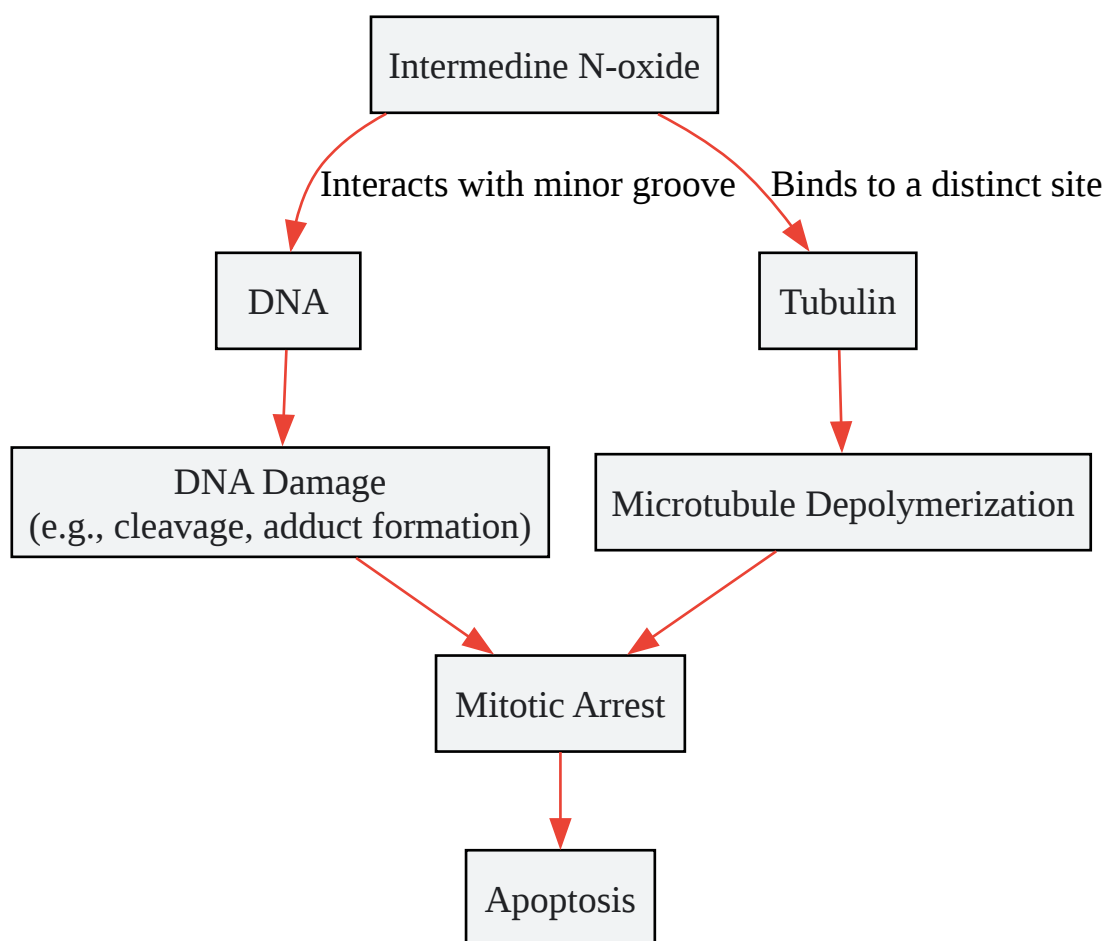 Intermedine N-oxide
Interacts with minor groove
Binds to a distinct site
DNA
Tubulin
DNA Damage
(e.g., cleavage, adduct formation)
Microtubule Depolymerization
Mitotic Arrest
Apoptosis